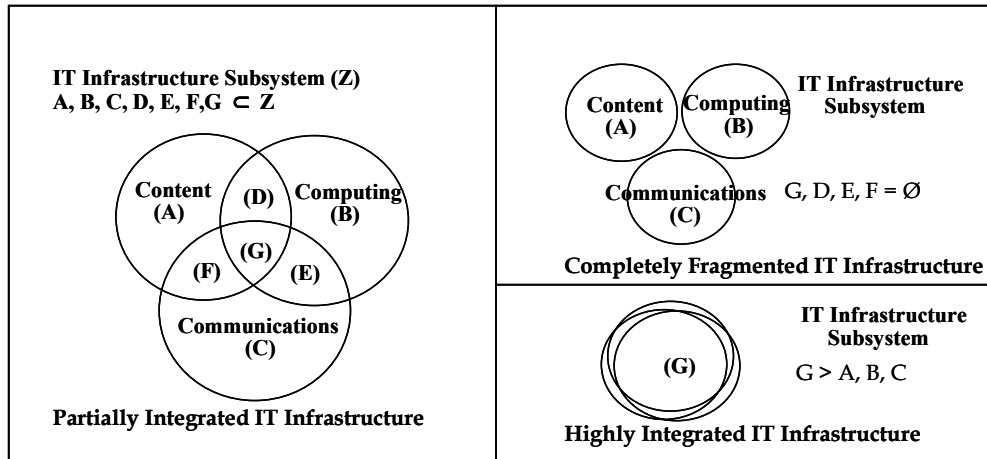 IT Infrastructure Subsystem (Z)
A, B, C, D, E, F,G ⊂ Z
Content
(A)
(D)
Computing
(B)
(G)
(F)
(E)
Communications
(C)
Partially Integrated IT Infrastructure
Content
(A)
Computing
(B)
IT Infrastructure
Subsystem
Communications
(C)
G, D, E, F = Ø
Completely Fragmented IT Infrastructure
(G)
IT Infrastructure
Subsystem
G > A, B, C
Highly Integrated IT Infrastructure